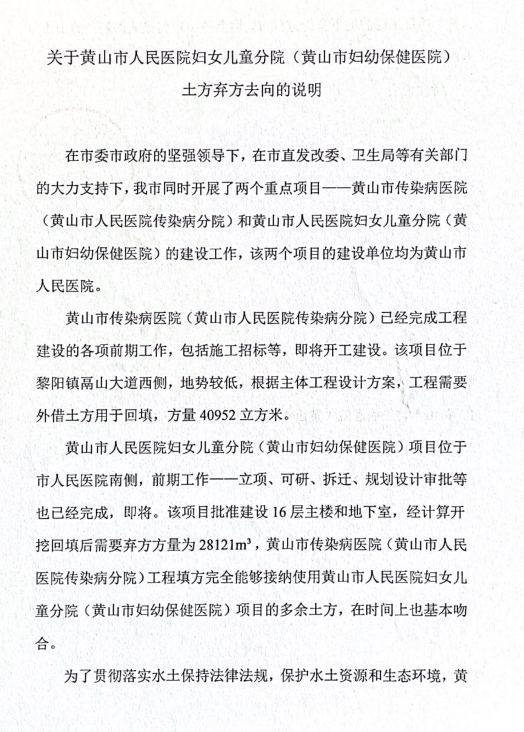 关于黄山市人民医院妇女儿童分院（黄山市妇幼保健医院）
土方弃方去向的说明
在市委市政府的坚强领导下，在市直发改委、卫生局等有关部门
的大力支持下，我市同时开展了两个重点项目——黄山市传染病医院
（黄山市人民医院传染病分院）和黄山市人民医院妇女儿童分院（黄
山市妇幼保健医院）的建设工作，该两个项目的建设单位均为黄山市
人民医院。
黄山市传染病医院（黄山市人民医院传染病分院）已经完成工程
建设的各项前期工作，包括施工招标等，即将开工建设。该项目位于
黎阳镇鬲山大道西侧，地势较低，根据主体工程设计方案，工程需要
外借土方用于回填，方量 40952 立方米。
黄山市人民医院妇女儿童分院（黄山市妇幼保健医院）项目位于
市人民医院南侧，前期工作——立项、可研、拆迁、规划设计审批等
也已经完成，即将。该项目批准建设 16 层主楼和地下室，经计算开
挖回填后需要弃方方量为 28121m³，黄山市传染病医院（黄山市人民
医院传染病分院）工程填方完全能够接纳使用黄山市人民医院妇女儿
童分院（黄山市妇幼保健医院）项目的多余土方，在时间上也基本吻
合。
为了贯彻落实水土保持法律法规，保护水土资源和生态环境，黄